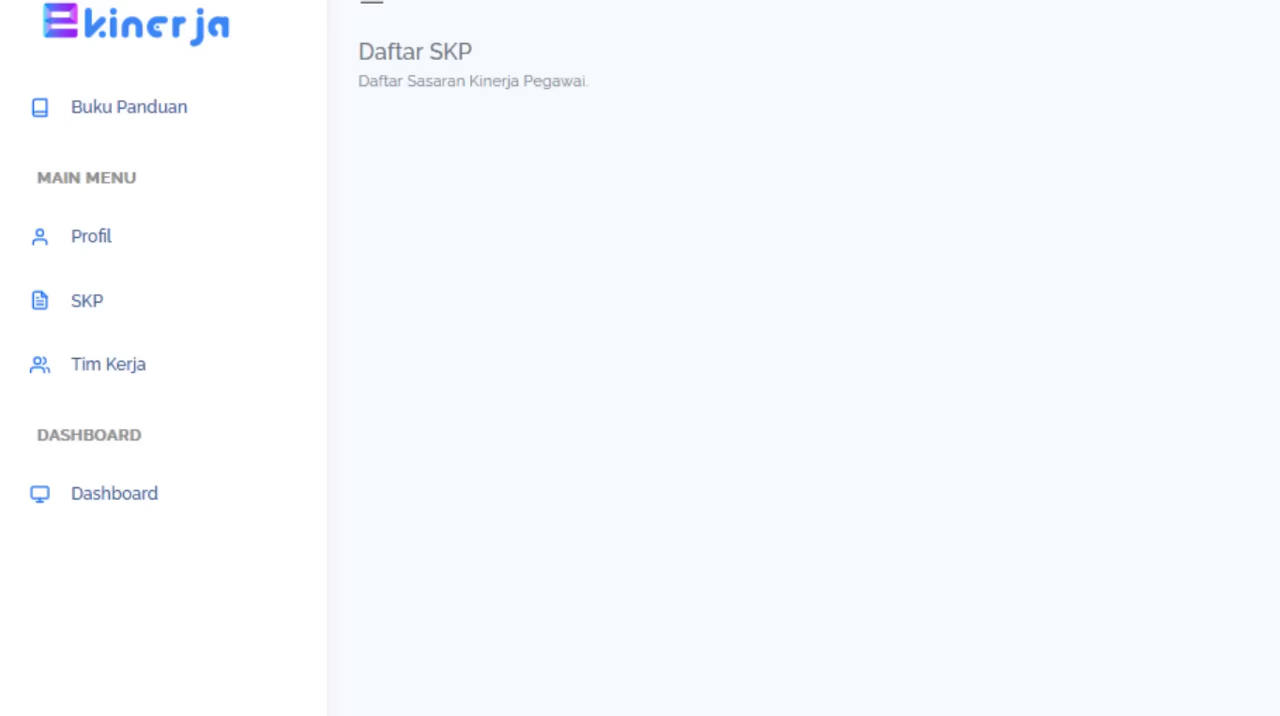 Ekinerja
Buku Panduan
MAIN MENU
Profil
SKP
Tim Kerja
DASHBOARD
Dashboard
Daftar SKP
Daftar Sasaran Kinerja Pegawai.